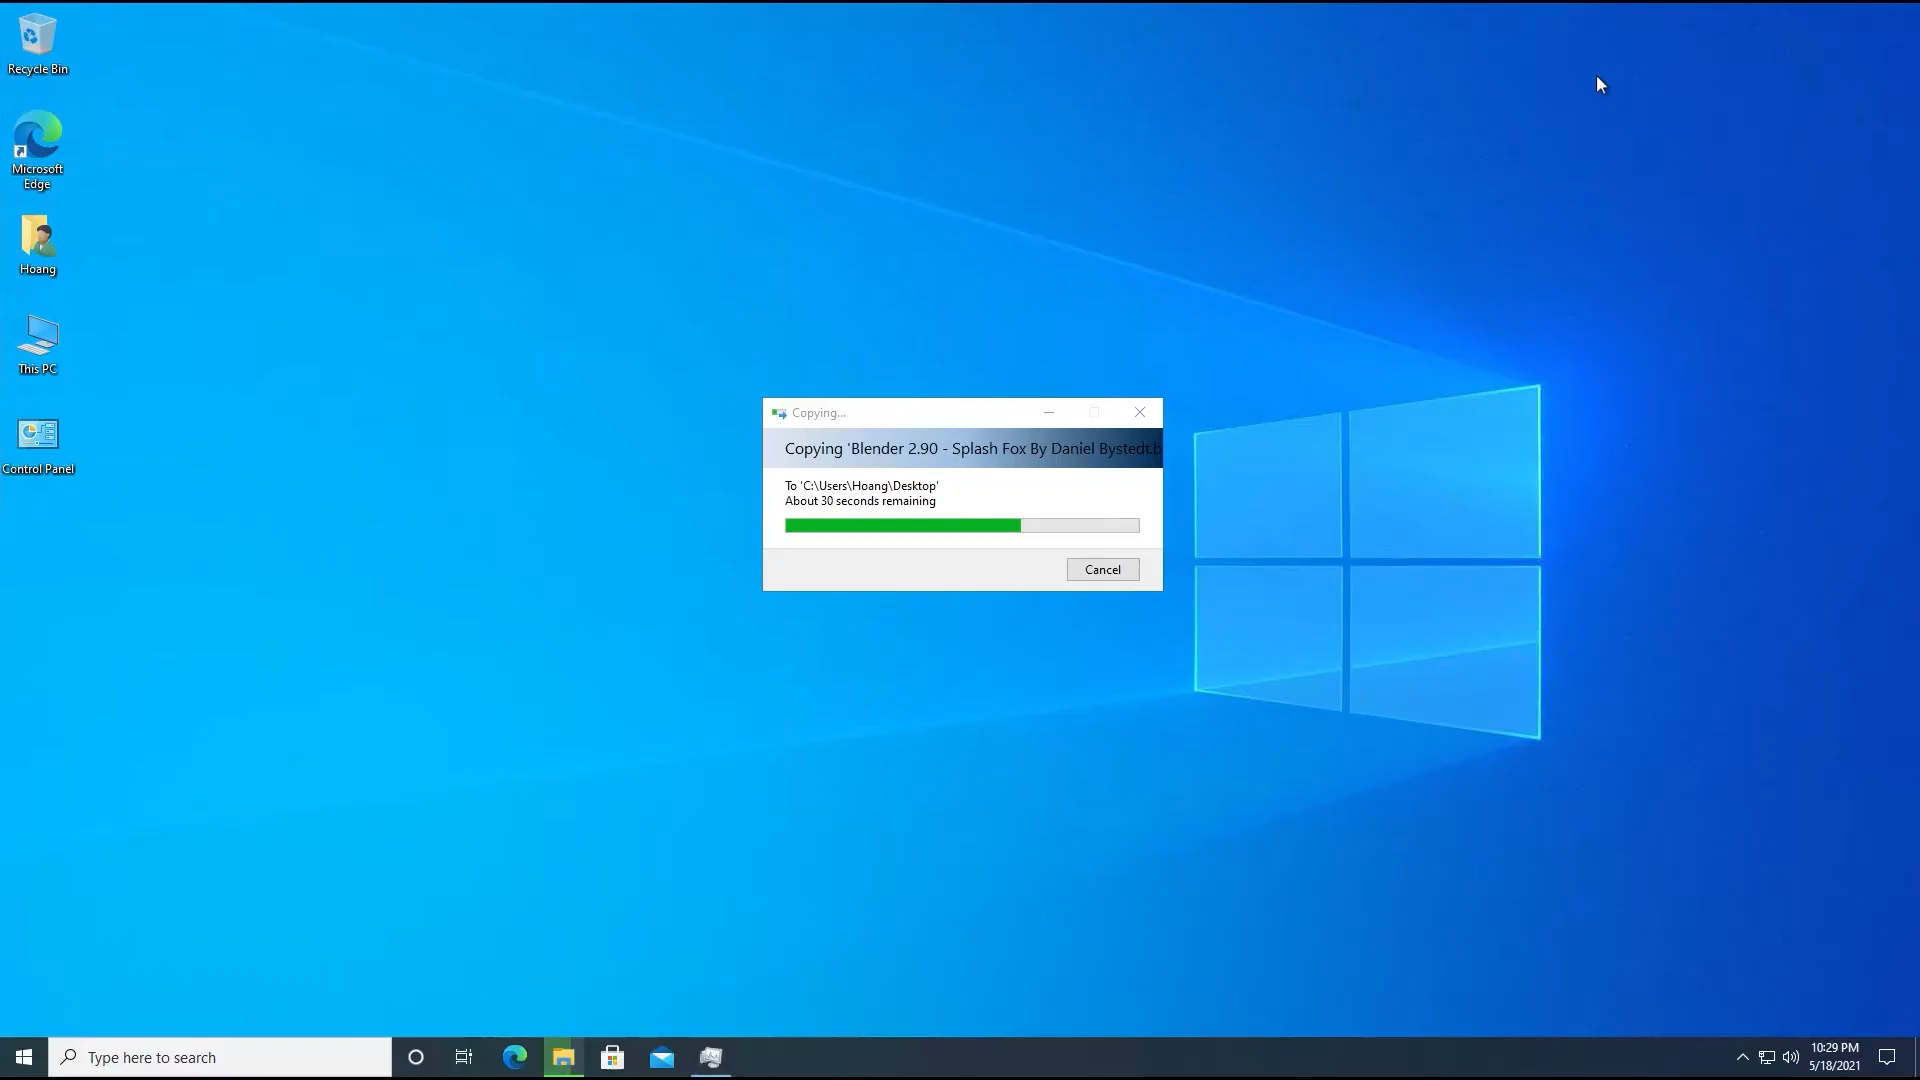 Recycle Bin
Microsoft
Edge
Hoang
This PC
Control Panel
Copying...
Copying 'Blender 2.90 - Splash Fox By Daniel Bystedt.b
To 'C:\Users\Hoang\Desktop'
About 30 seconds remaining
Cancel
Type here to search
10:29 PM
5/18/2021